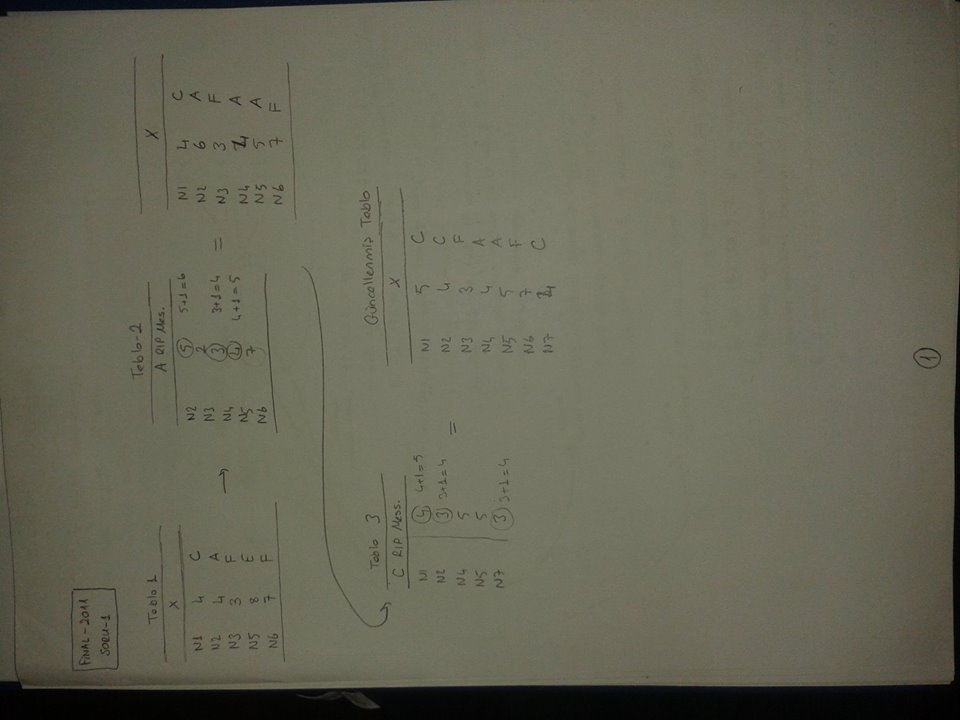 FINAL-2011
SORU-1
Tablo 1
X
N1 4 C
N2 4 A
N3 3 F
N5 8 E
N6 7 F
→
Tablo-2
A RIP Mes.
N2 5 5+1=6
N3 2
N4 3 3+1=4
N5 4 4+1=5
N6 7
=
X
N1 4 C
N2 6 A
N3 3 F
N4 4 A
N5 5 A
N6 7 F
Tablo 3
C RIP Mess.
N1 4 4+1=5
N2 3 3+1=4
N4 5
N5 5
N7 3 3+1=4
=
Güncellenmiş Tablo
X
N1 5 C
N2 4 C
N3 3 F
N4 4 A
N5 5 A
N6 7 F
N7 4 C
1